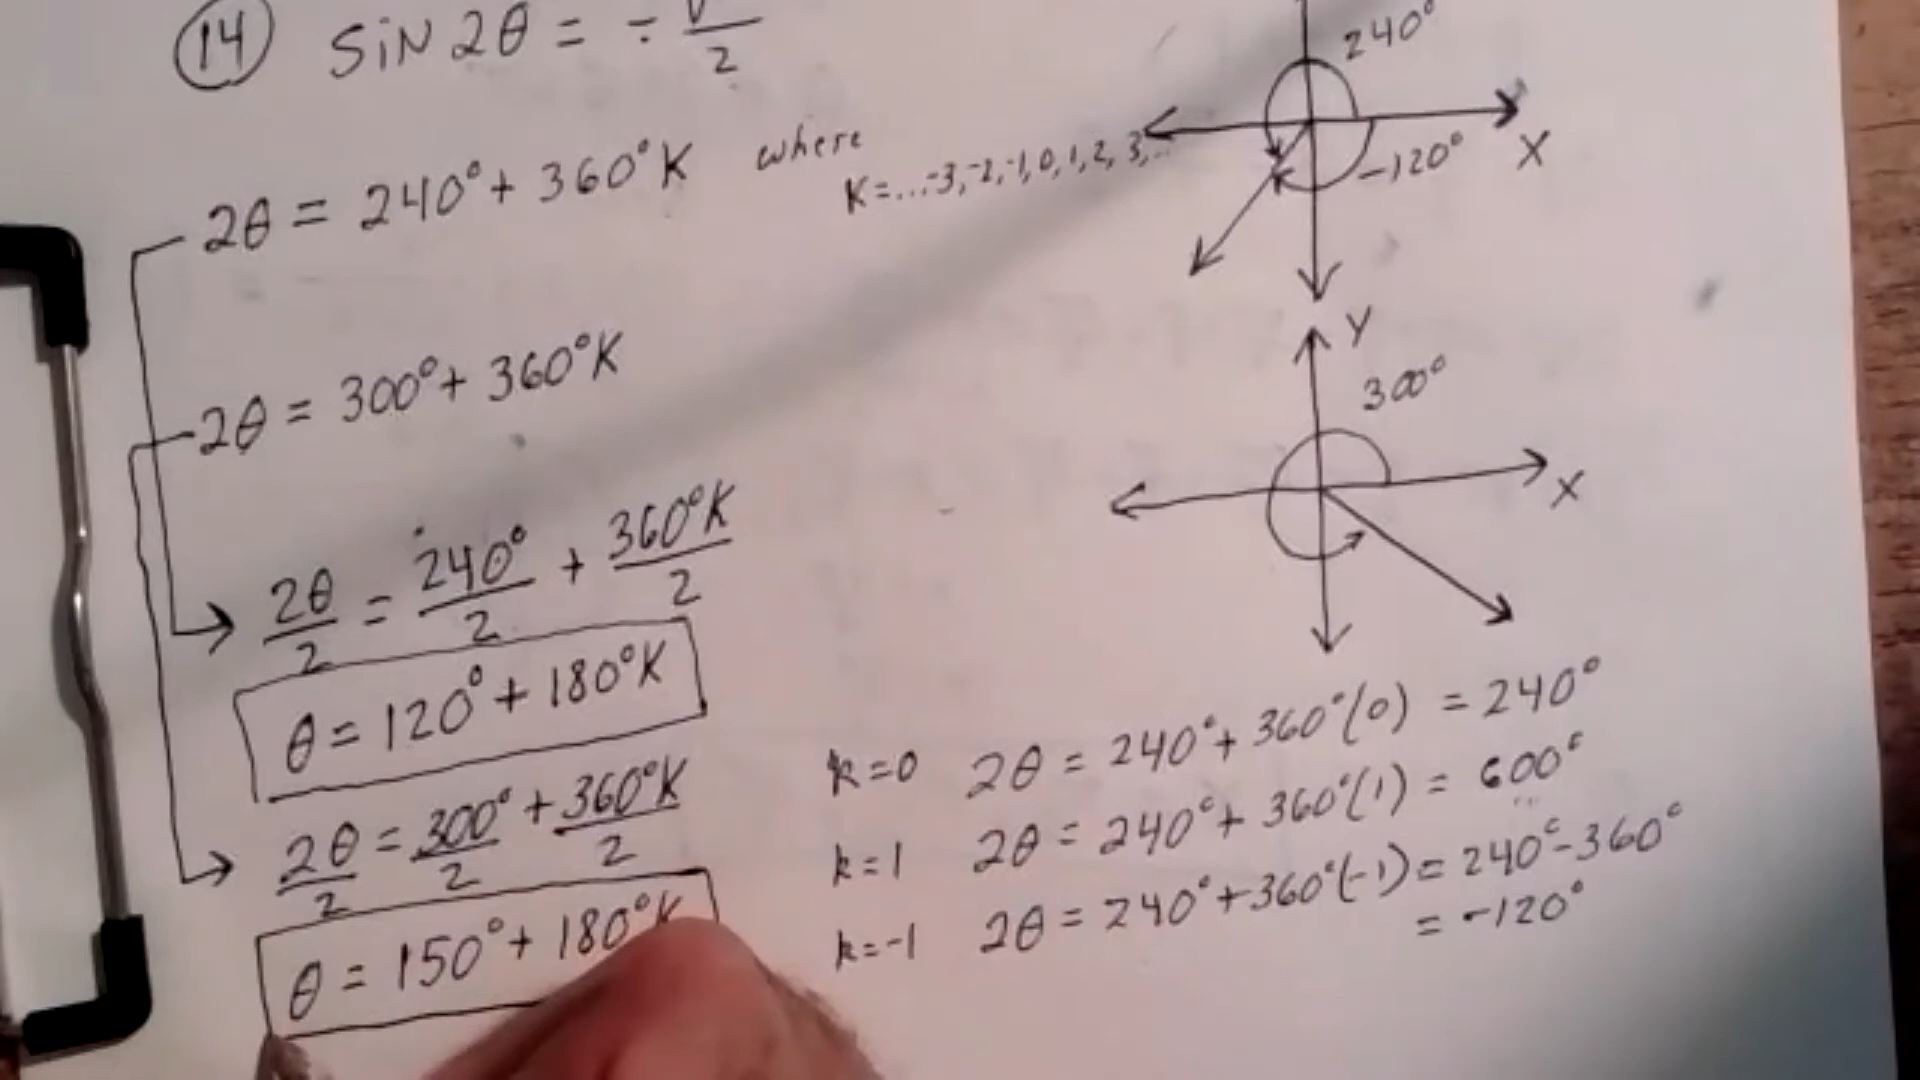 14 SiN 2θ = ÷ √ / 2
2θ = 240° + 360°K where
K = ...-3,-2,-1,0,1,2,3,...
2θ = 300° + 360°K
2θ/2 = 240°/2 + 360°K/2
θ = 120° + 180°K
2θ/2 = 300°/2 + 360°K/2
θ = 150° + 180°K
240°
-120°
X
Y
300°
X
k=0 2θ = 240° + 360°(0) = 240°
k=1 2θ = 240° + 360°(1) = 600°
k=-1 2θ = 240° + 360°(-1) = 240° - 360°
= -120°